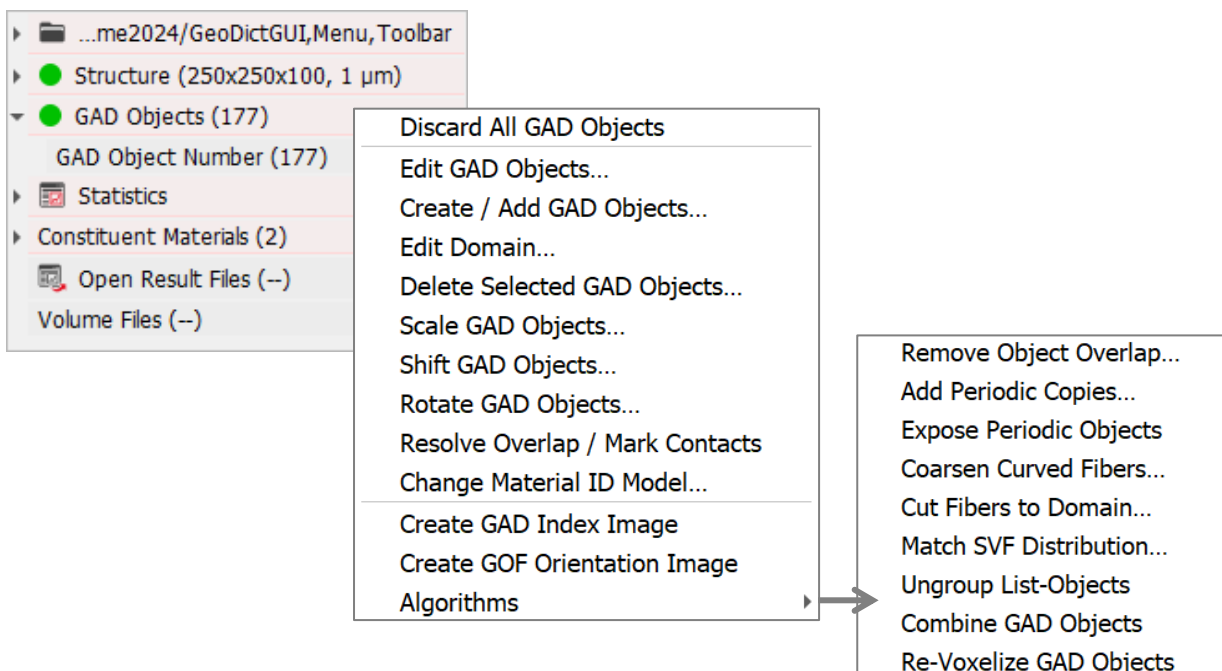 ...me2024/GeoDictGUI,Menu,Toolbar
Structure (250x250x100, 1 µm)
GAD Objects (177)
GAD Object Number (177)
Statistics
Constituent Materials (2)
Open Result Files (--)
Volume Files (--)
Discard All GAD Objects
Edit GAD Objects...
Create / Add GAD Objects...
Edit Domain...
Delete Selected GAD Objects...
Scale GAD Objects...
Shift GAD Objects...
Rotate GAD Objects...
Resolve Overlap / Mark Contacts
Change Material ID Model...
Create GAD Index Image
Create GOF Orientation Image
Algorithms
Remove Object Overlap...
Add Periodic Copies...
Expose Periodic Objects
Coarsen Curved Fibers...
Cut Fibers to Domain...
Match SVF Distribution...
Ungroup List-Objects
Combine GAD Objects
Re-Voxelize GAD Objects